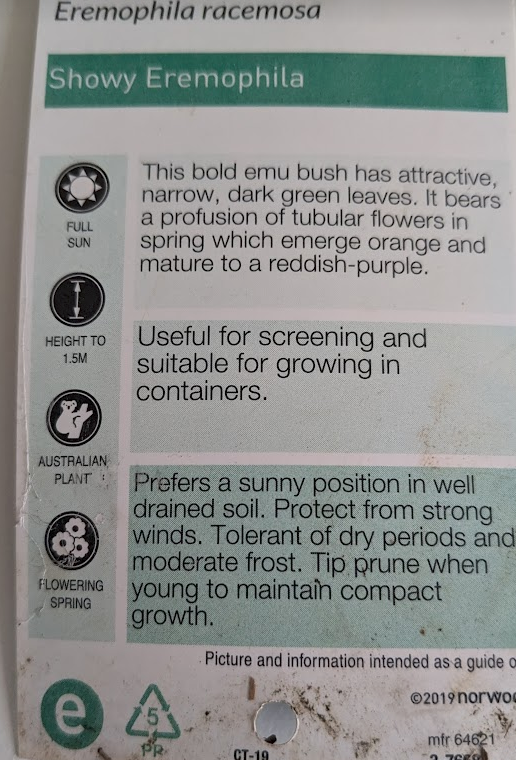 Eremophila racemosa
Showy Eremophila
FULL
SUN
This bold emu bush has attractive,
narrow, dark green leaves. It bears
a profusion of tubular flowers in
spring which emerge orange and
mature to a reddish-purple.
HEIGHT TO
1.5M
Useful for screening and
suitable for growing in
containers.
AUSTRALIAN
PLANT
Prefers a sunny position in well
drained soil. Protect from strong
winds. Tolerant of dry periods and
moderate frost. Tip prune when
young to maintain compact
growth.
FLOWERING
SPRING
Picture and information intended as a guide o
©2019 norwoo
e
5
PP
CT-19
mfr 64621